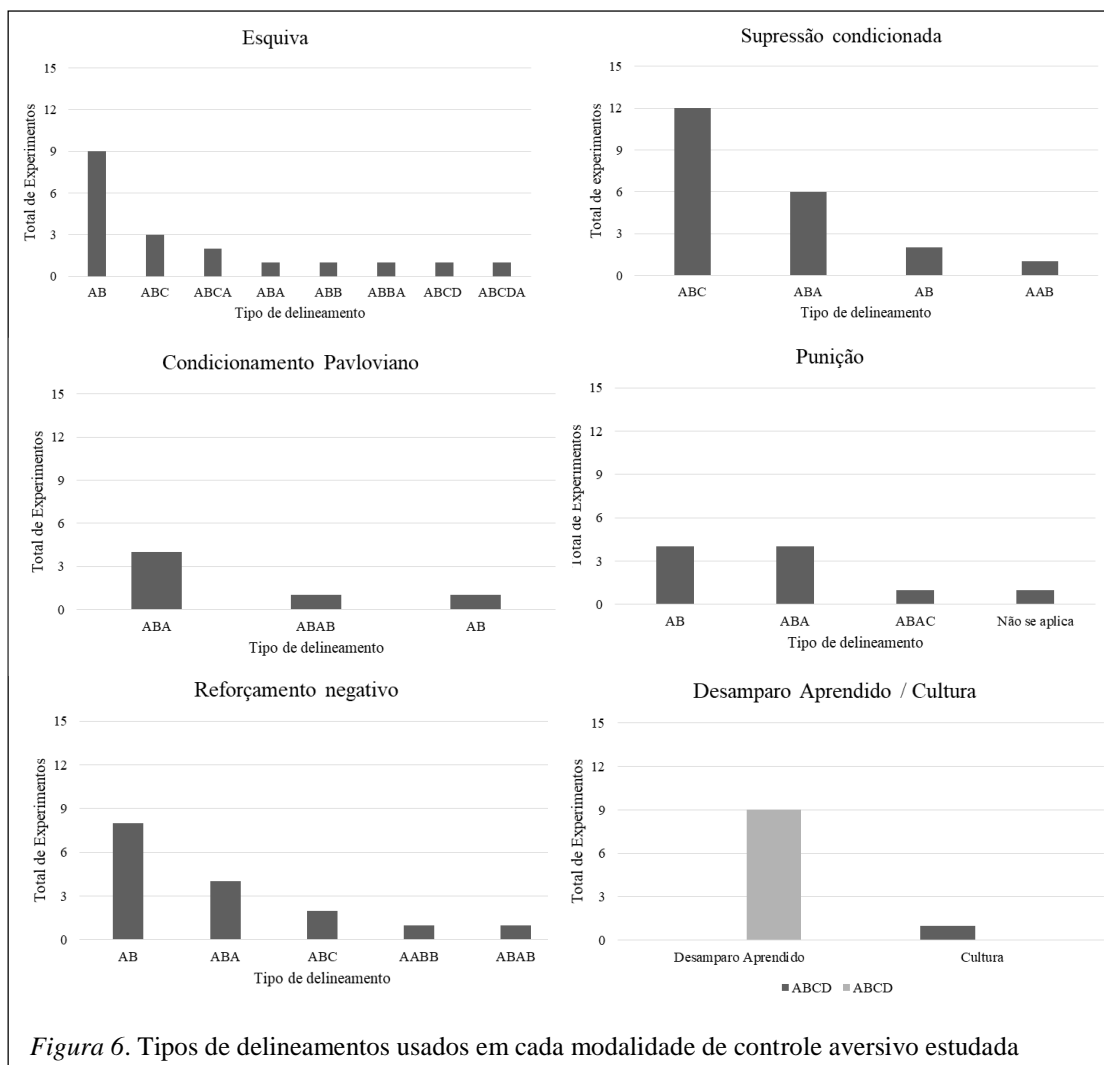 Esquiva
Total de Experimentos
15
12
9
6
3
0
AB ABC ABCA ABA ABB ABBA ABCD ABCDA
Tipo de delineamento
Supressão condicionada
Total de experimentos
15
12
9
6
3
0
ABC ABA AB AAB
Tipo de delineamento
Condicionamento Pavloviano
Total de Experimentos
15
12
9
6
3
0
ABA ABAB AB
Tipo de delineamento
Punição
Total de Experimentos
15
12
9
6
3
0
AB ABA ABAC Não se aplica
Tipo de delineamento
Reforçamento negativo
Total de Experimentos
15
12
9
6
3
0
AB ABA ABC AABB ABAB
Tipo de delineamento
Desamparo Aprendido / Cultura
Total de Experimentos
15
12
9
6
3
0
Desamparo Aprendido Cultura
ABCD ABCD
Figura 6. Tipos de delineamentos usados em cada modalidade de controle aversivo estudada